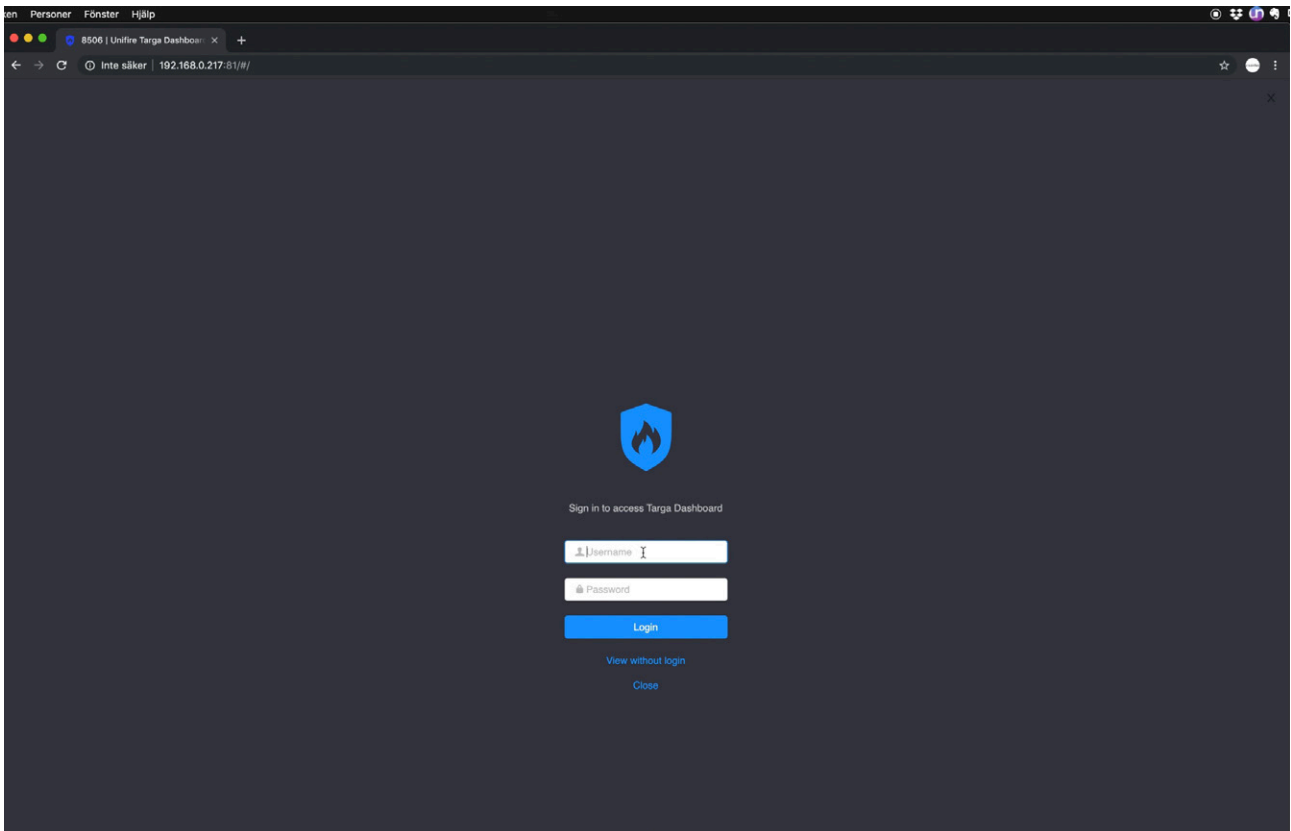 Personer Fönster Hjälp
8506 | Unifire Targa Dashboar
Inte säker | 192.168.0.217:81/#/
X
Sign in to access Targa Dashboard
Username
Password
Login
View without login
Close